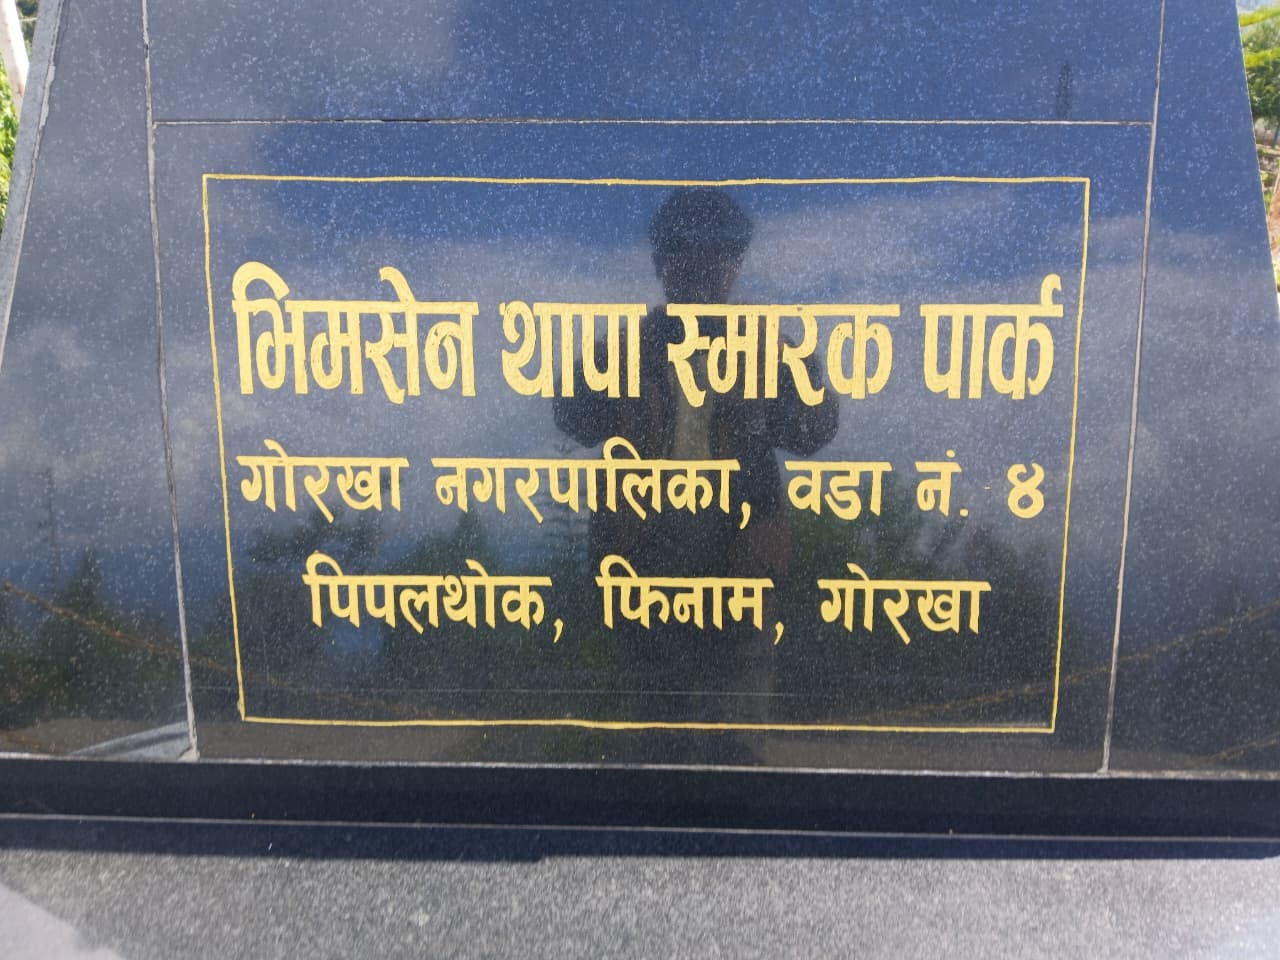 भिमसेन थापा स्मारक पार्क
गोरखा नगरपालिका, वडा नं. ४
पिपलथोक, फिनाम, गोरखा